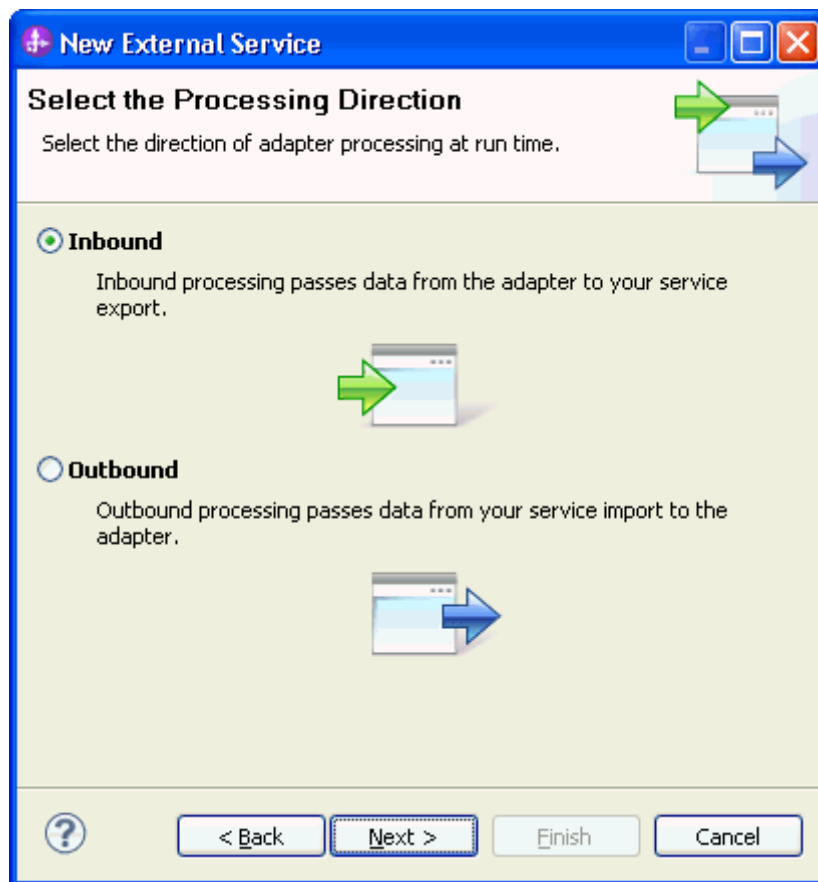 New External Service
Select the Processing Direction
Select the direction of adapter processing at run time.
Inbound
Inbound processing passes data from the adapter to your service
export.
Outbound
Outbound processing passes data from your service import to the
adapter.
< Back
Next >
Finish
Cancel